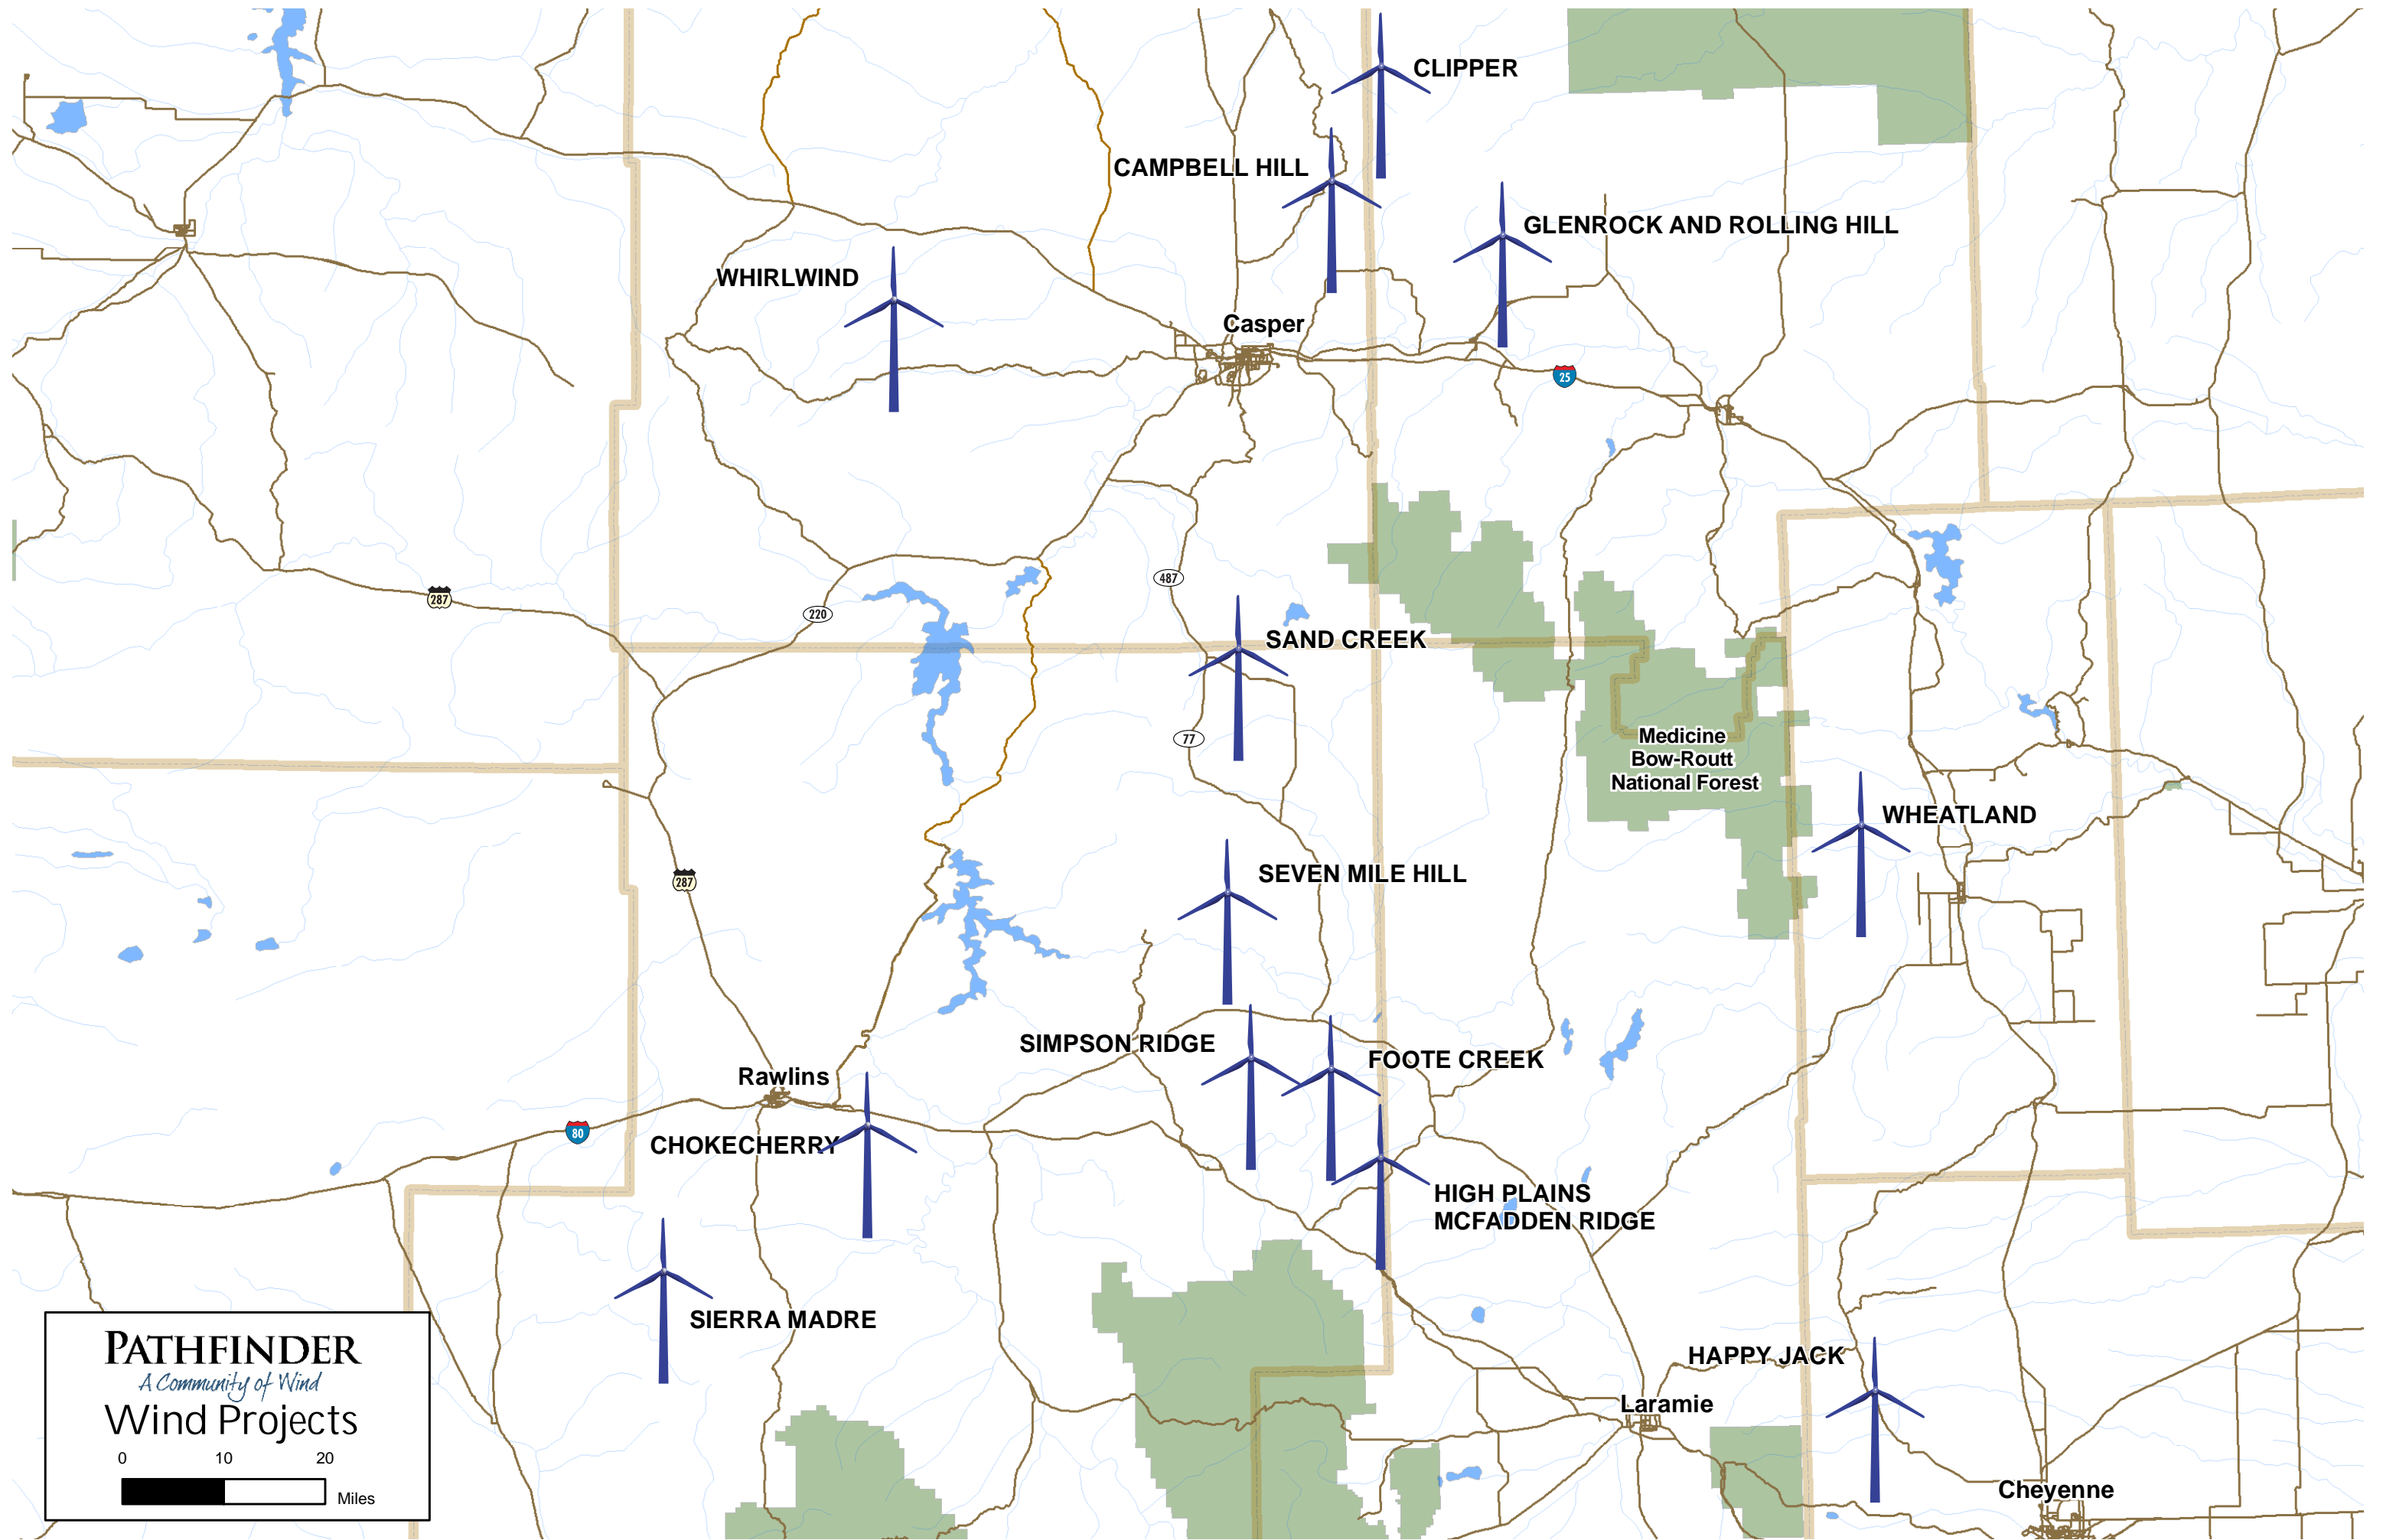 CLIPPER
CAMPBELL HILL
GLENROCK AND ROLLING HILL
WHIRLWIND
Casper
25
487
287
220
SAND CREEK
77
Medicine
Bow-Routt
National Forest
WHEATLAND
SEVEN MILE HILL
287
SIMPSON RIDGE
FOOTE CREEK
Rawlins
80
CHOKECHERRY
HIGH PLAINS
MCFADDEN RIDGE
SIERRA MADRE
HAPPY JACK
Laramie
Cheyenne
PATHFINDER
A Community of Wind
Wind Projects
0 10 20
Miles